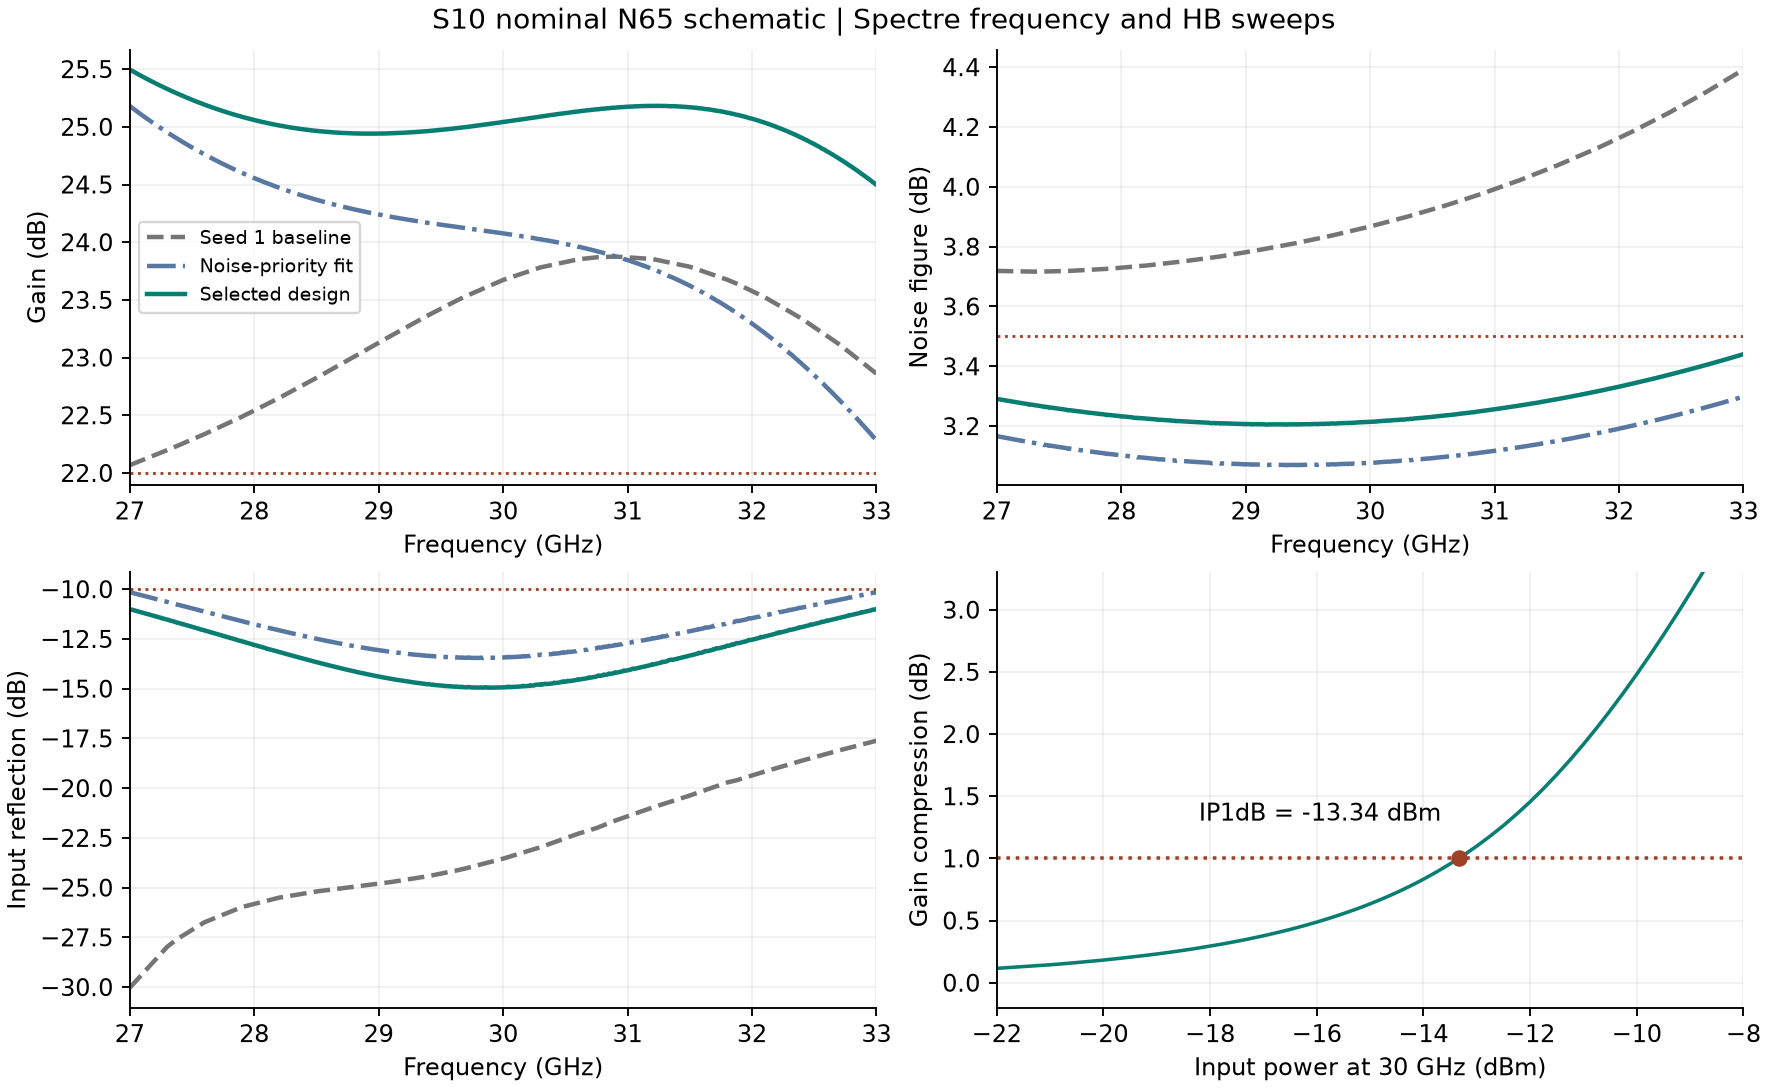 S10 nominal N65 schematic | Spectre frequency and HB sweeps
Gain (dB)
25.5
25.0
24.5
24.0
23.5
23.0
22.5
22.0
Seed 1 baseline
Noise-priority fit
Selected design
27 28 29 30 31 32 33
Frequency (GHz)
Noise figure (dB)
4.4
4.2
4.0
3.8
3.6
3.4
3.2
27 28 29 30 31 32 33
Frequency (GHz)
Input reflection (dB)
−10.0
−12.5
−15.0
−17.5
−20.0
−22.5
−25.0
−27.5
−30.0
27 28 29 30 31 32 33
Frequency (GHz)
Gain compression (dB)
3.0
2.5
2.0
1.5
1.0
0.5
0.0
IP1dB = -13.34 dBm
−22 −20 −18 −16 −14 −12 −10 −8
Input power at 30 GHz (dBm)